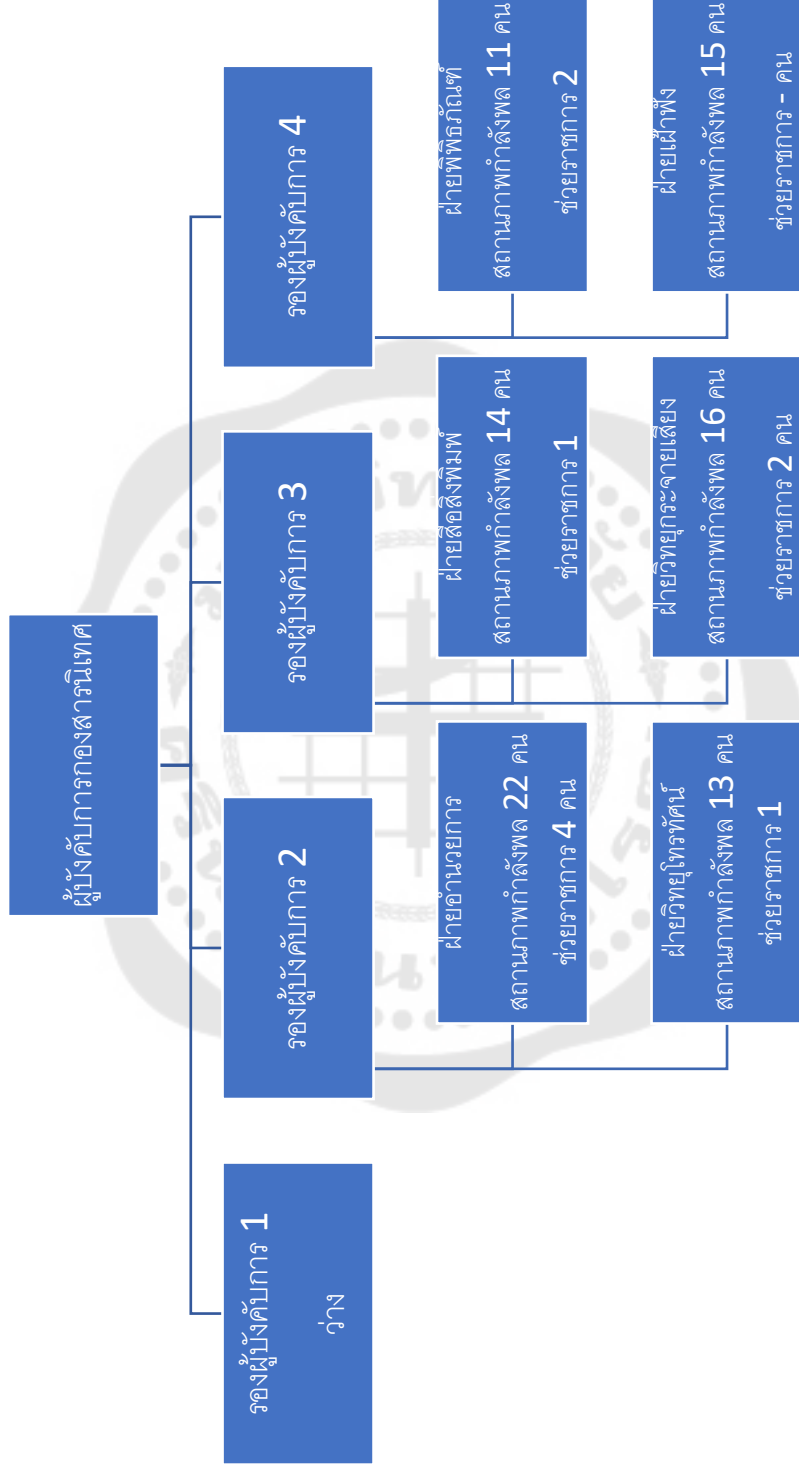 ผู้บังคับการกองสารนิเทศ
รองผู้บังคับการ 1
ว่าง
รองผู้บังคับการ 2
ฝ่ายอำนวยการ
สถานภาพกำลังพล 22 คน
ช่วยราชการ 4 คน
ฝ่ายวิทยุโทรทัศน์
สถานภาพกำลังพล 13 คน
ช่วยราชการ 1
รองผู้บังคับการ 3
ฝ่ายสื่อสิ่งพิมพ์
สถานภาพกำลังพล 14 คน
ช่วยราชการ 1
ฝ่ายวิทยุกระจายเสียง
สถานภาพกำลังพล 16 คน
ช่วยราชการ 2 คน
รองผู้บังคับการ 4
ฝ่ายพิพิธภัณฑ์
สถานภาพกำลังพล 11 คน
ช่วยราชการ 2
ฝ่ายเฝ้าฟัง
สถานภาพกำลังพล 15 คน
ช่วยราชการ - คน